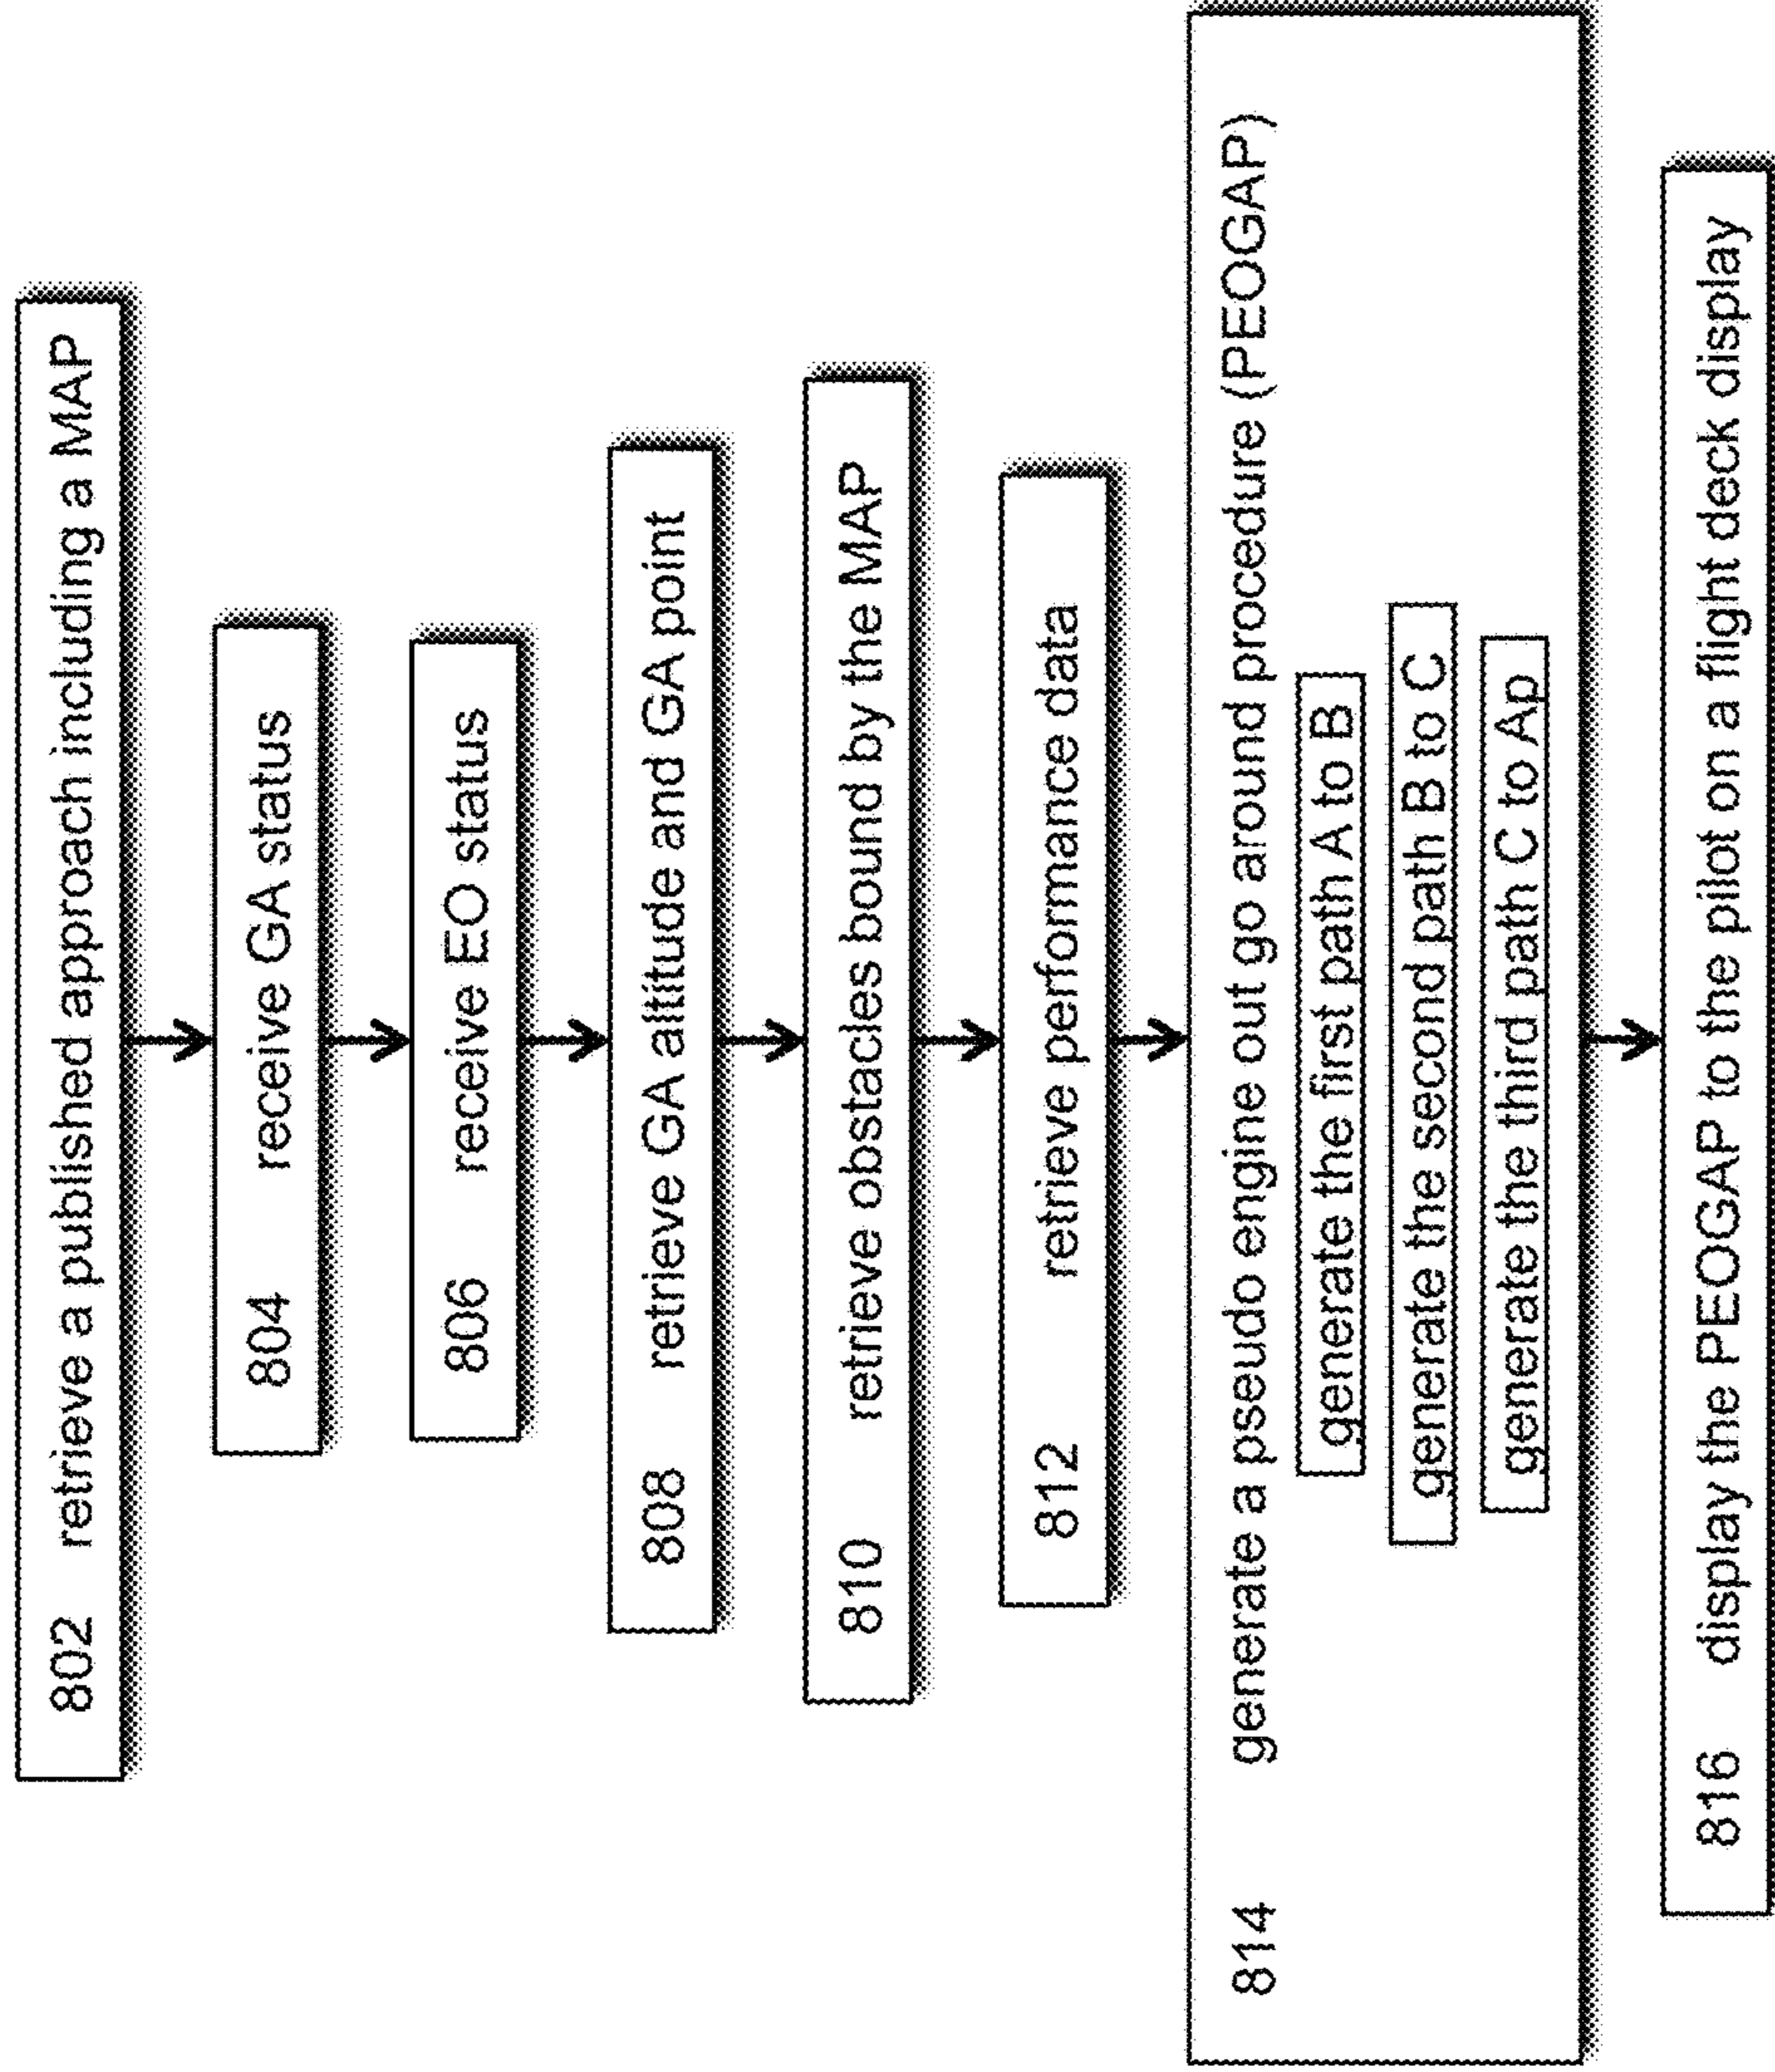 802 retrieve a published approach including a MAP
804 receive GA status
806 receive EO status
808 retrieve GA altitude and GA point
810 retrieve obstacles bound by the MAP
812 retrieve performance data
814 generate a pseudo engine out go around procedure (PEOGAP)
generate the first path A to B
generate the second path B to C
generate the third path C to Ap
816 display the PEOGAP to the pilot on a flight deck display